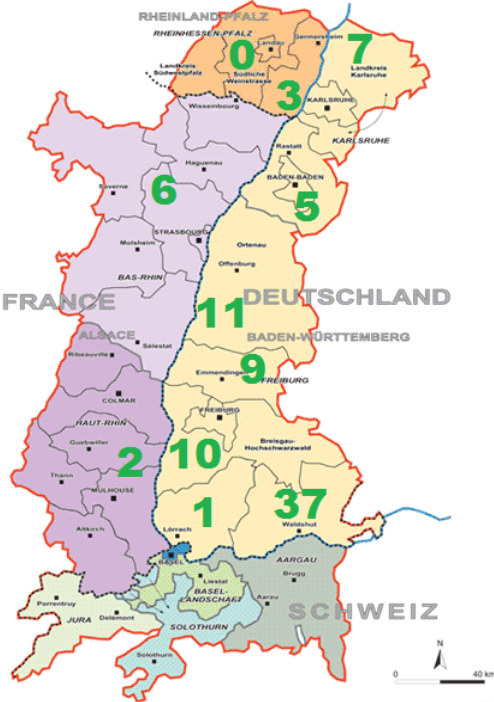 RHEINLAND-PFALZ
RHEINHESSEN-PFALZ
Germersheim
Landau
0
7
Landkreis
Südwestpfalz
Südliche
Weinstrasse
3
Landkreis
Karlsruhe
Wissembourg
KARLSRUHE
KARLSRUHE
Rastatt
Haguenau
BADEN-BADEN
Saverne
6
5
STRASBOURG
Molsheim
Ortenau
Offenburg
BAS-RHIN
FRANCE
DEUTSCHLAND
11
ALSACE
BADEN-WÜRTTEMBERG
Sélestat
Ribeauville
Emmendingen
9
FREIBURG
COLMAR
FREIBURG
HAUT-RHIN
Guebwiller
10
Breisgau-
Hochschwarzwald
2
Thann
MULHOUSE
1
37
Altkirch
Lörrach
Waldshut
BASEL
AARGAU
Liestal
Brugg
BASEL-
LANDSCHAFT
Porrentruy
Aarau
SCHWEIZ
JURA
Delémont
SOLOTHURN
Solothurn
N
0
40 km